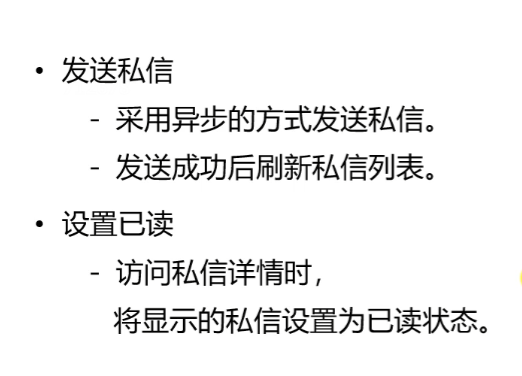 • 发送私信
- 采用异步的方式发送私信。
- 发送成功后刷新私信列表。
• 设置已读
- 访问私信详情时，
将显示的私信设置为已读状态。